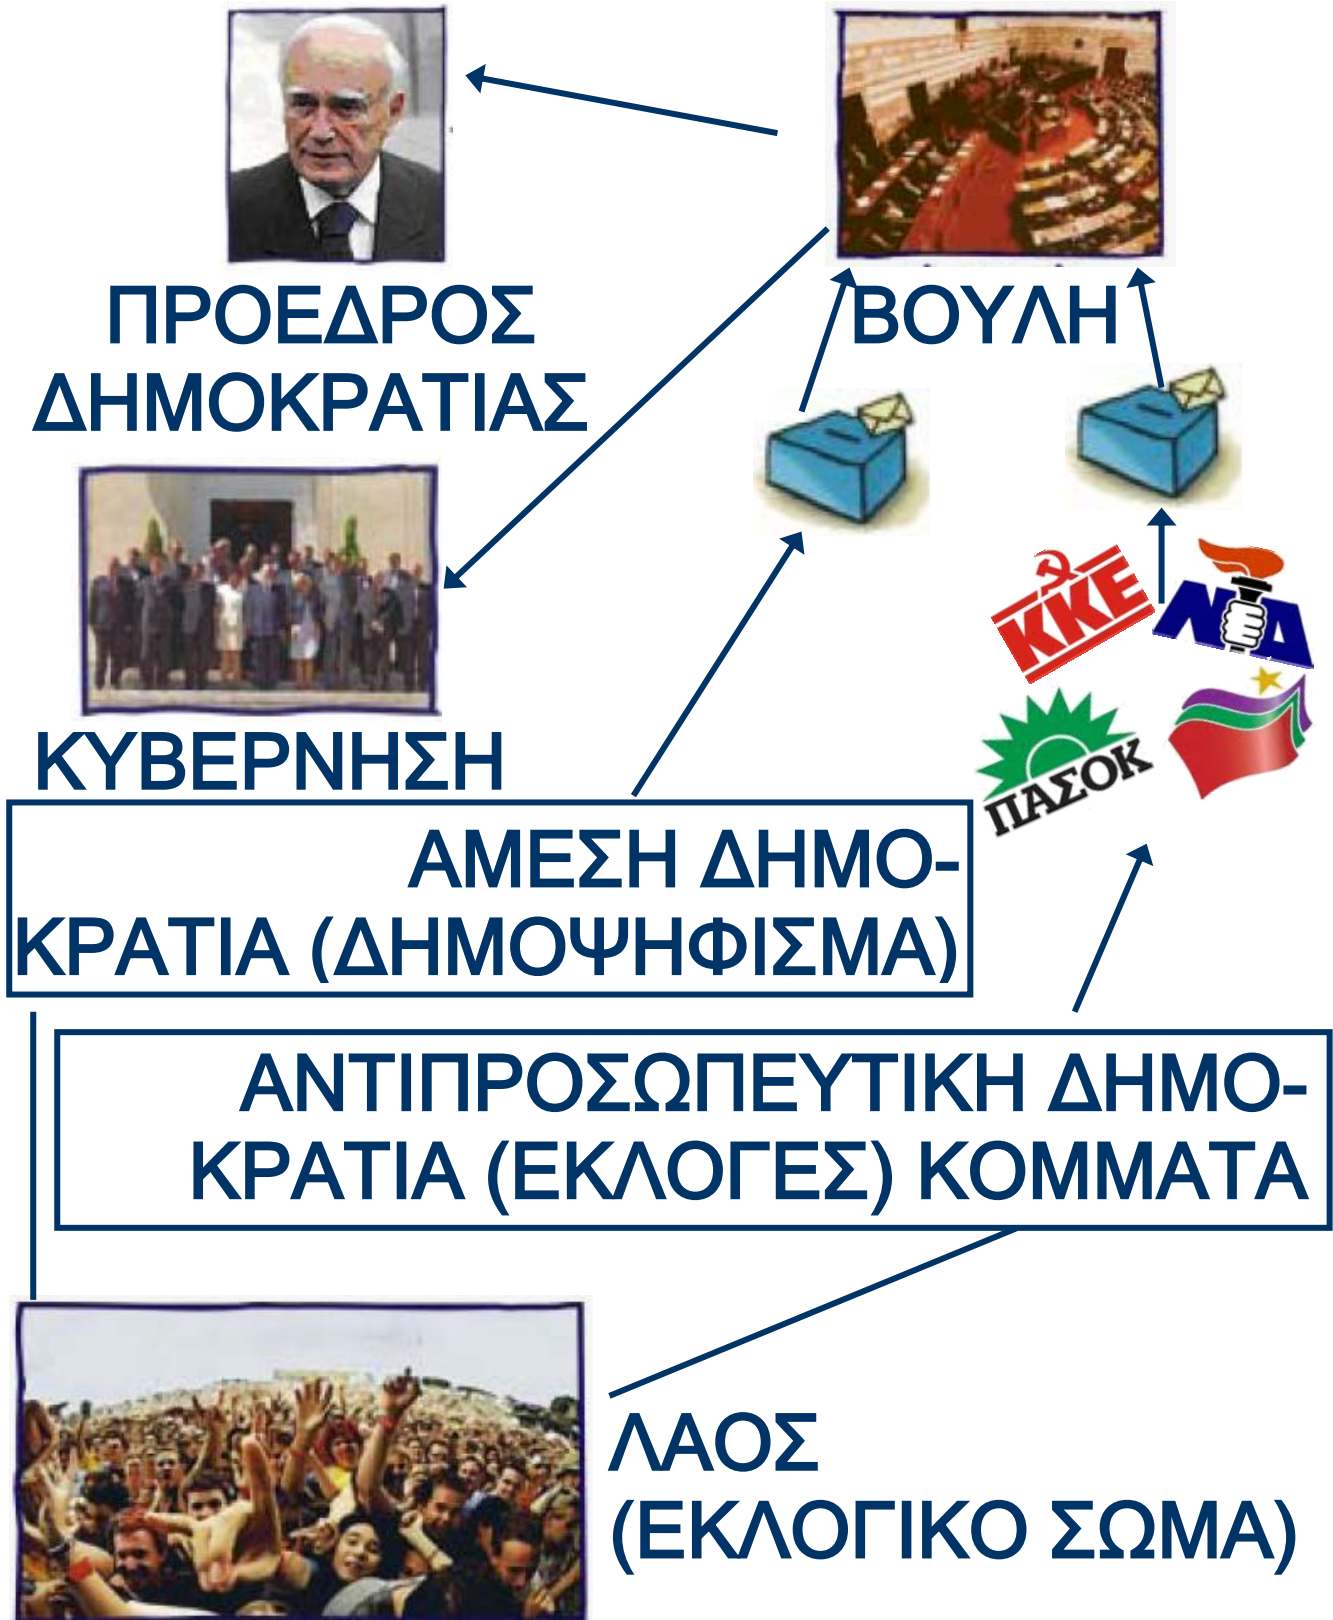 ΠΡΟΕΔΡΟΣ
ΔΗΜΟΚΡΑΤΙΑΣ
ΒΟΥΛΗ
ΚΚΕ
ΝΔ
ΠΑΣΟΚ
ΚΥΒΕΡΝΗΣΗ
ΑΜΕΣΗ ΔΗΜΟ-
ΚΡΑΤΙΑ (ΔΗΜΟΨΗΦΙΣΜΑ)
ΑΝΤΙΠΡΟΣΩΠΕΥΤΙΚΗ ΔΗΜΟ-
ΚΡΑΤΙΑ (ΕΚΛΟΓΕΣ) ΚΟΜΜΑΤΑ
ΛΑΟΣ
(ΕΚΛΟΓΙΚΟ ΣΩΜΑ)